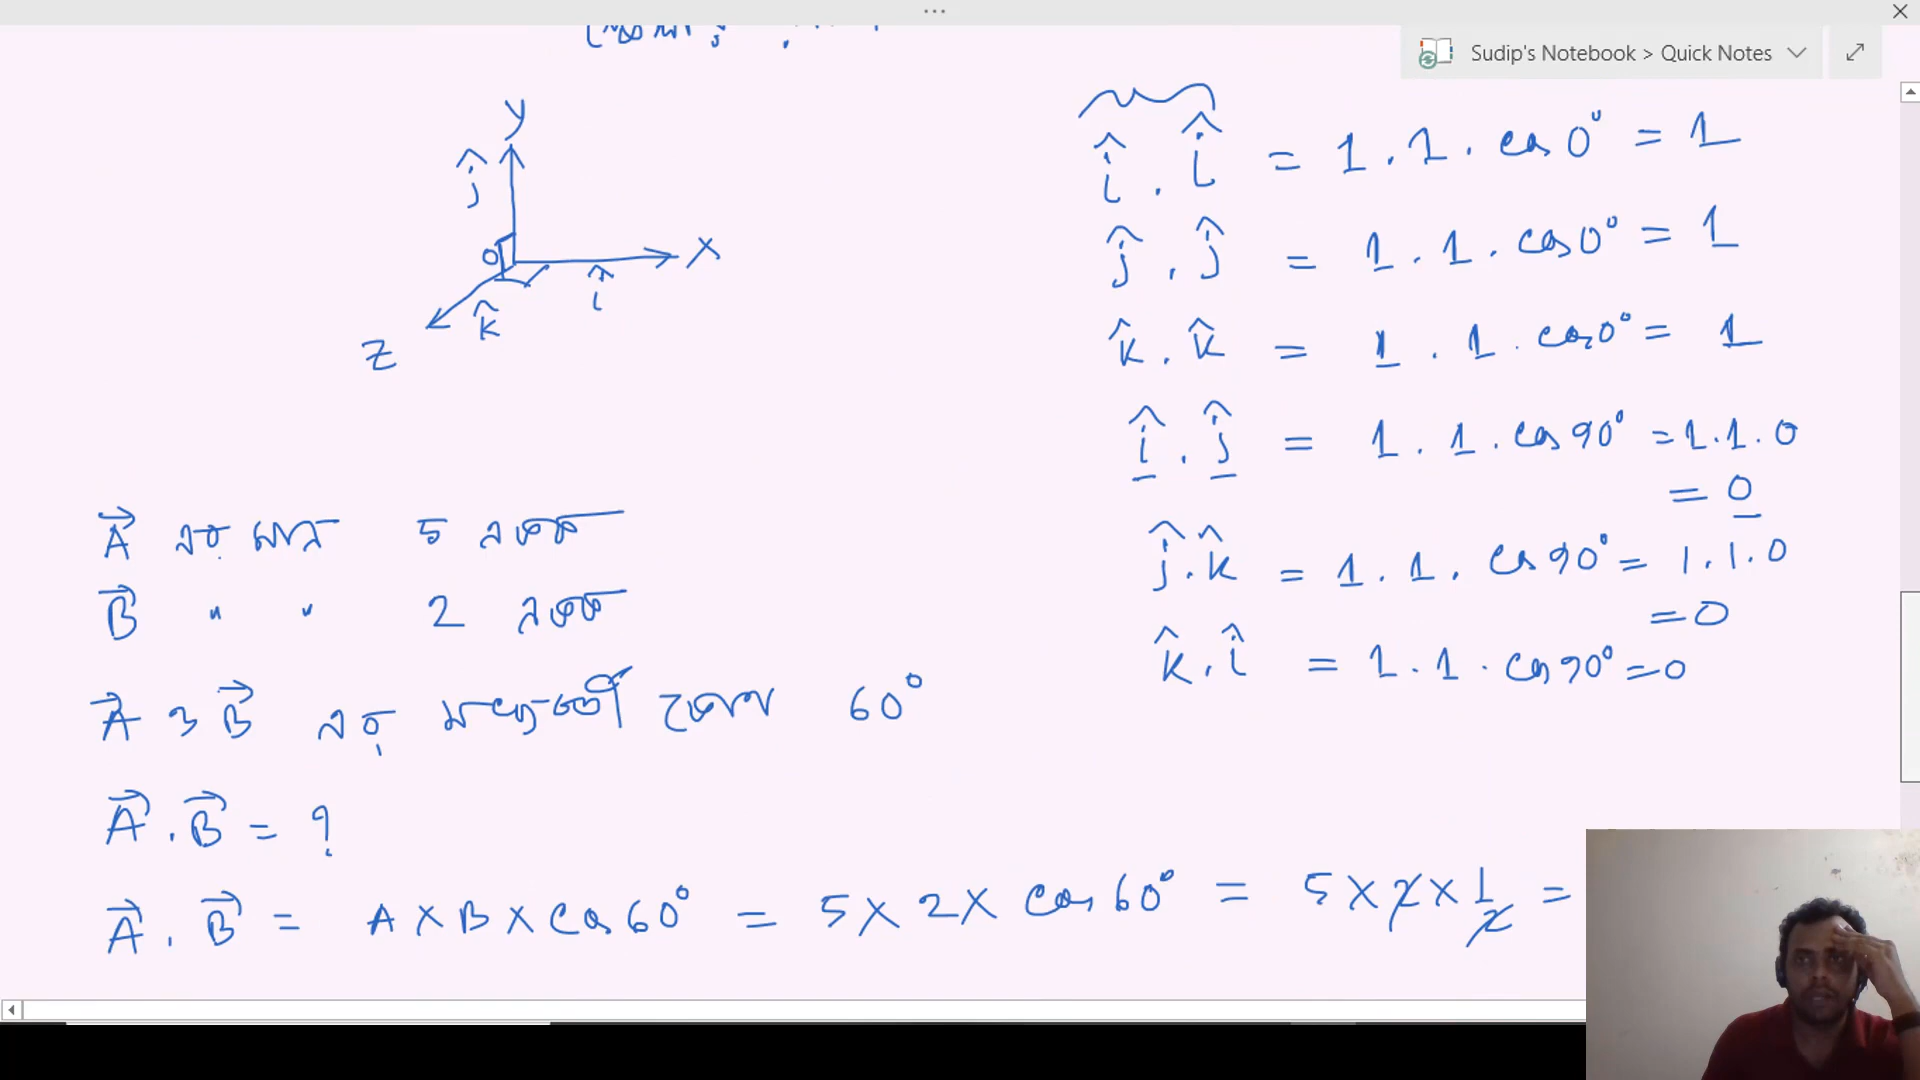 Sudip's Notebook > Quick Notes
y
ĵ
O
X
î
k̂
Z
î . î = 1 . 1 . cos 0° = 1
ĵ . ĵ = 1 . 1 . cos 0° = 1
k̂ . k̂ = 1 . 1 . cos 0° = 1
î . ĵ = 1 . 1 . cos 90° = 1.1.0
= 0
ĵ . k̂ = 1 . 1 . cos 90° = 1.1.0
= 0
k̂ . î = 1 . 1 . cos 90° = 0
A⃗ এর মান 5 একক
B⃗ " " 2 একক
A⃗ ও B⃗ এর মধ্যবর্তী কোণ 60°
A⃗ . B⃗ = ?
A⃗ . B⃗ = A × B × cos 60° = 5 × 2 × cos 60° = 5 × 2 × 1/2 =